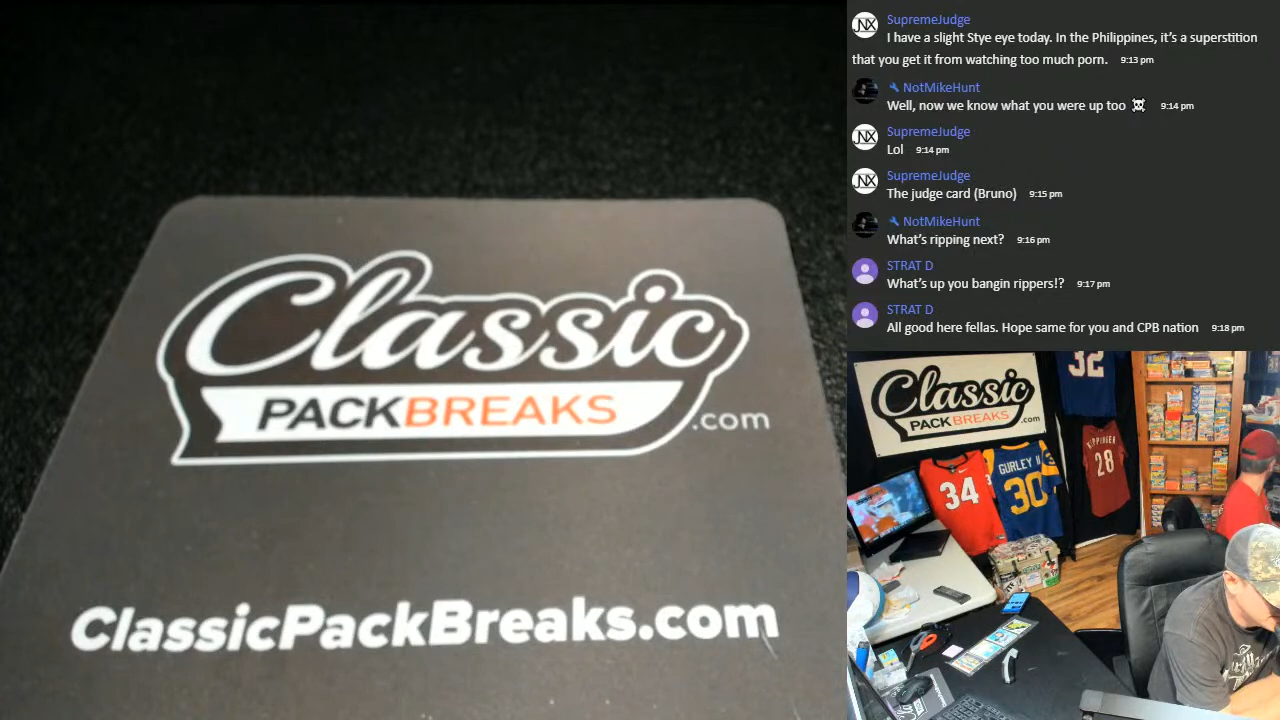 Classic
PACKBREAKS
.com
ClassicPackBreaks.com
SupremeJudge
I have a slight Stye eye today. In the Philippines, it's a superstition
that you get it from watching too much porn. 9:13 pm
NotMikeHunt
Well, now we know what you were up too ☠ 9:14 pm
SupremeJudge
Lol 9:14 pm
SupremeJudge
The judge card (Bruno) 9:15 pm
NotMikeHunt
What's ripping next? 9:16 pm
STRAT D
What's up you bangin rippers!? 9:17 pm
STRAT D
All good here fellas. Hope same for you and CPB nation 9:18 pm
Classic
PACKBREAKS
.com
32
34
GURLEY II
30
KIPPINGER
28